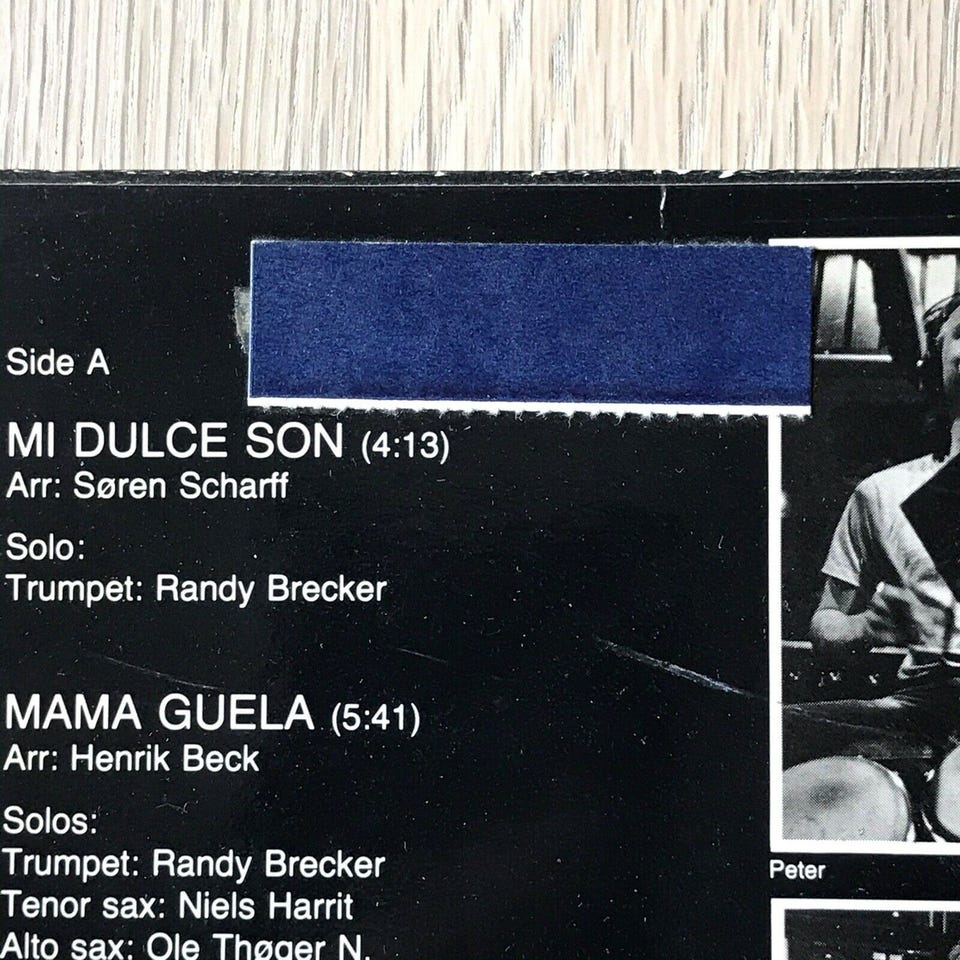 Side A
MI DULCE SON (4:13)
Arr: Søren Scharff
Solo:
Trumpet: Randy Brecker
MAMA GUELA (5:41)
Arr: Henrik Beck
Solos:
Trumpet: Randy Brecker
Tenor sax: Niels Harrit
Alto sax: Ole Thøger N.
Peter